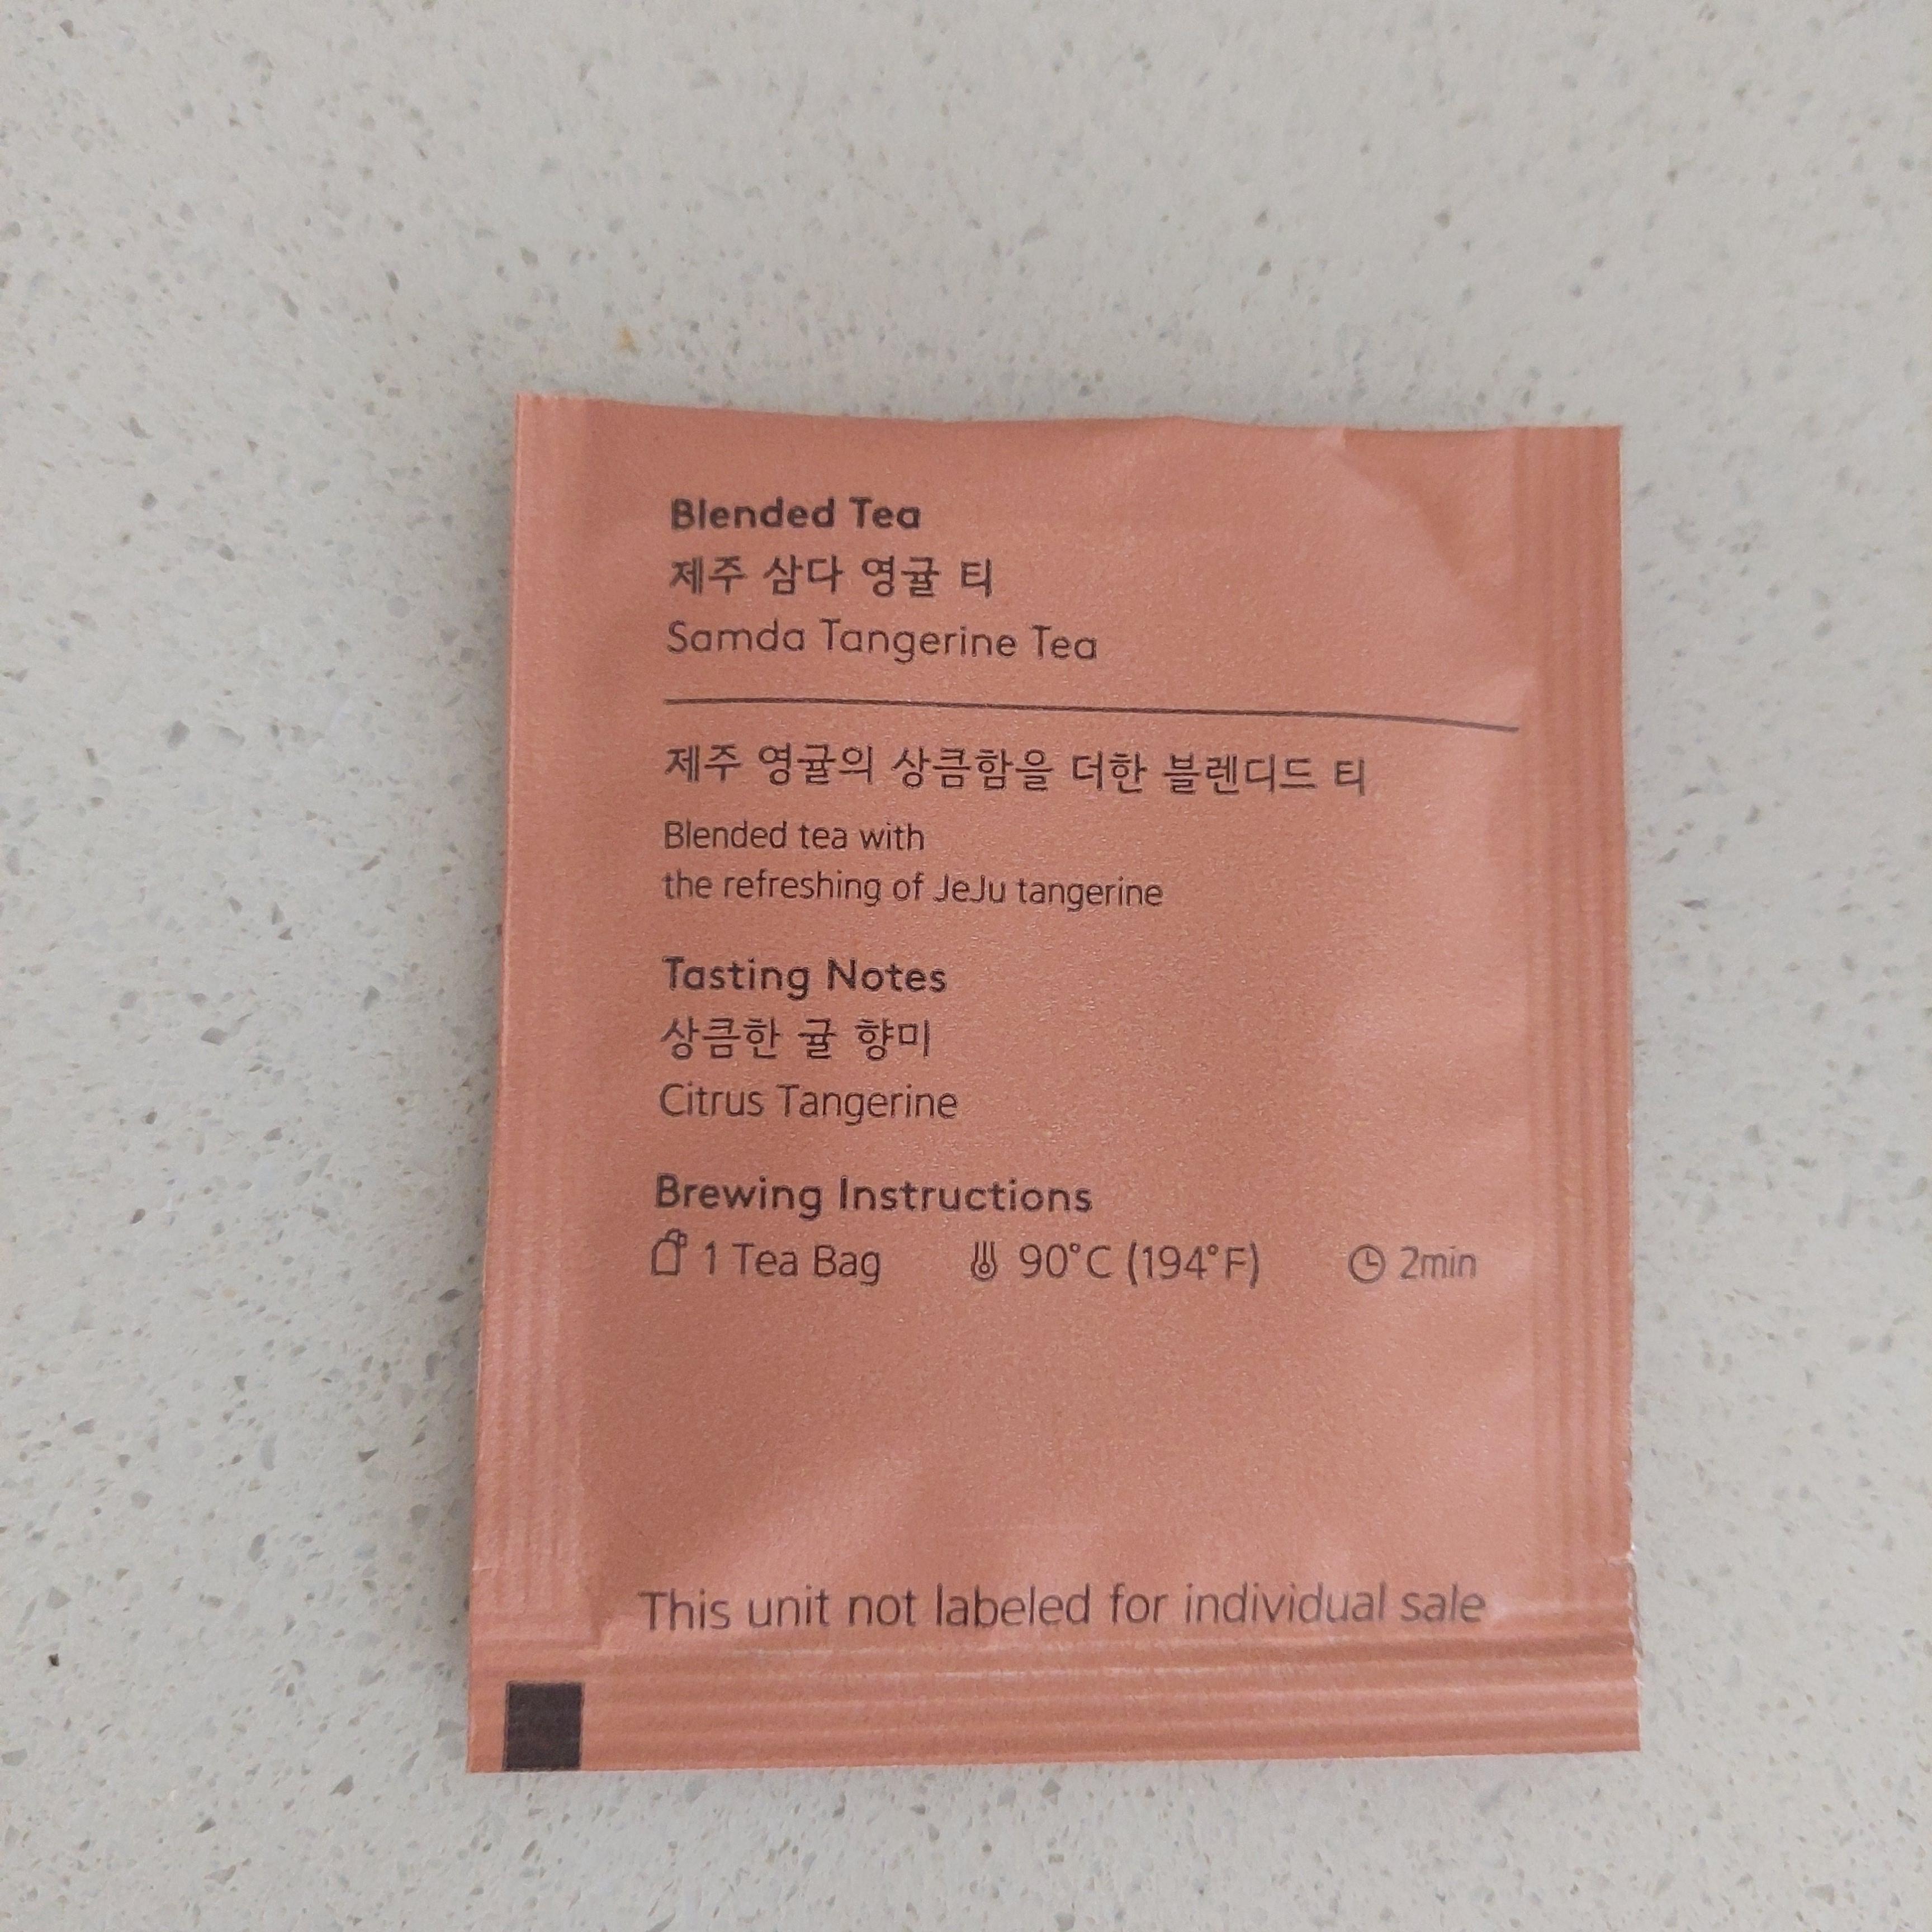 Blended Tea
제주 삼다 영귤 티
Samda Tangerine Tea
제주 영귤의 상큼함을 더한 블렌디드 티
Blended tea with
the refreshing of JeJu tangerine
Tasting Notes
상큼한 귤 향미
Citrus Tangerine
Brewing Instructions
1 Tea Bag 90°C (194°F) 2min
This unit not labeled for individual sale